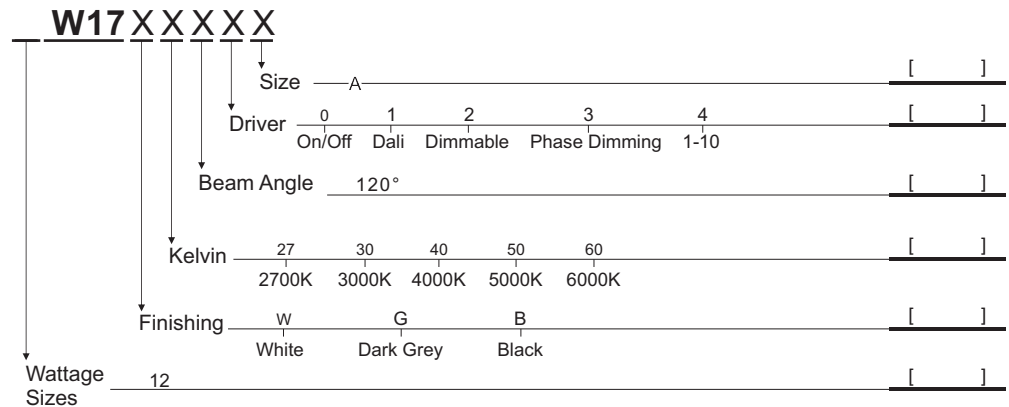 W17 X X X X X
Size A [ ]
0 1 2 3 4
Driver [ ]
On/Off Dali Dimmable Phase Dimming 1-10
Beam Angle 120° [ ]
27 30 40 50 60
Kelvin [ ]
2700K 3000K 4000K 5000K 6000K
W G B
Finishing [ ]
White Dark Grey Black
Wattage 12 [ ]
Sizes